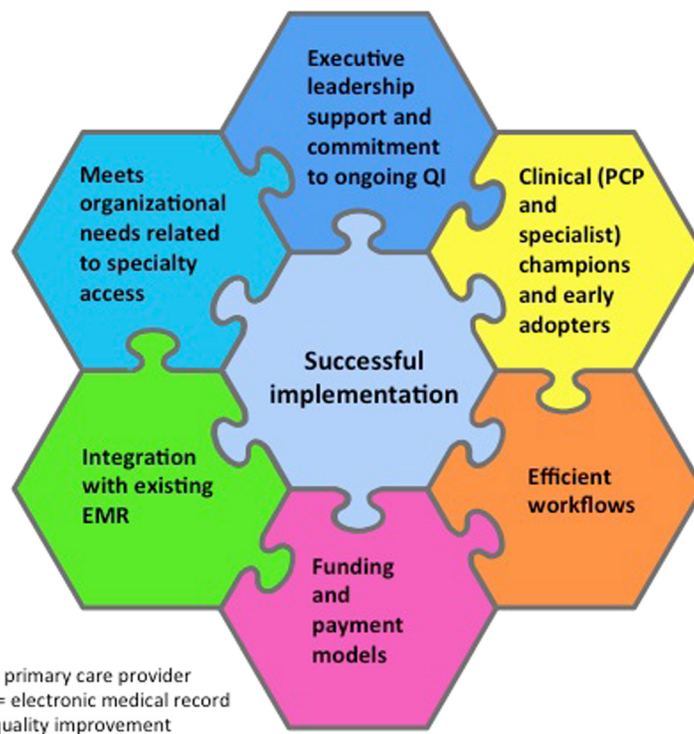 Executive
leadership
support and
commitment
to ongoing QI
Meets
organizational
needs related
to specialty
access
Clinical (PCP
and
specialist)
champions
and early
adopters
Successful
implementation
Integration
with existing
EMR
Efficient
workflows
Funding
and
payment
models
primary care provider
= electronic medical record
quality improvement